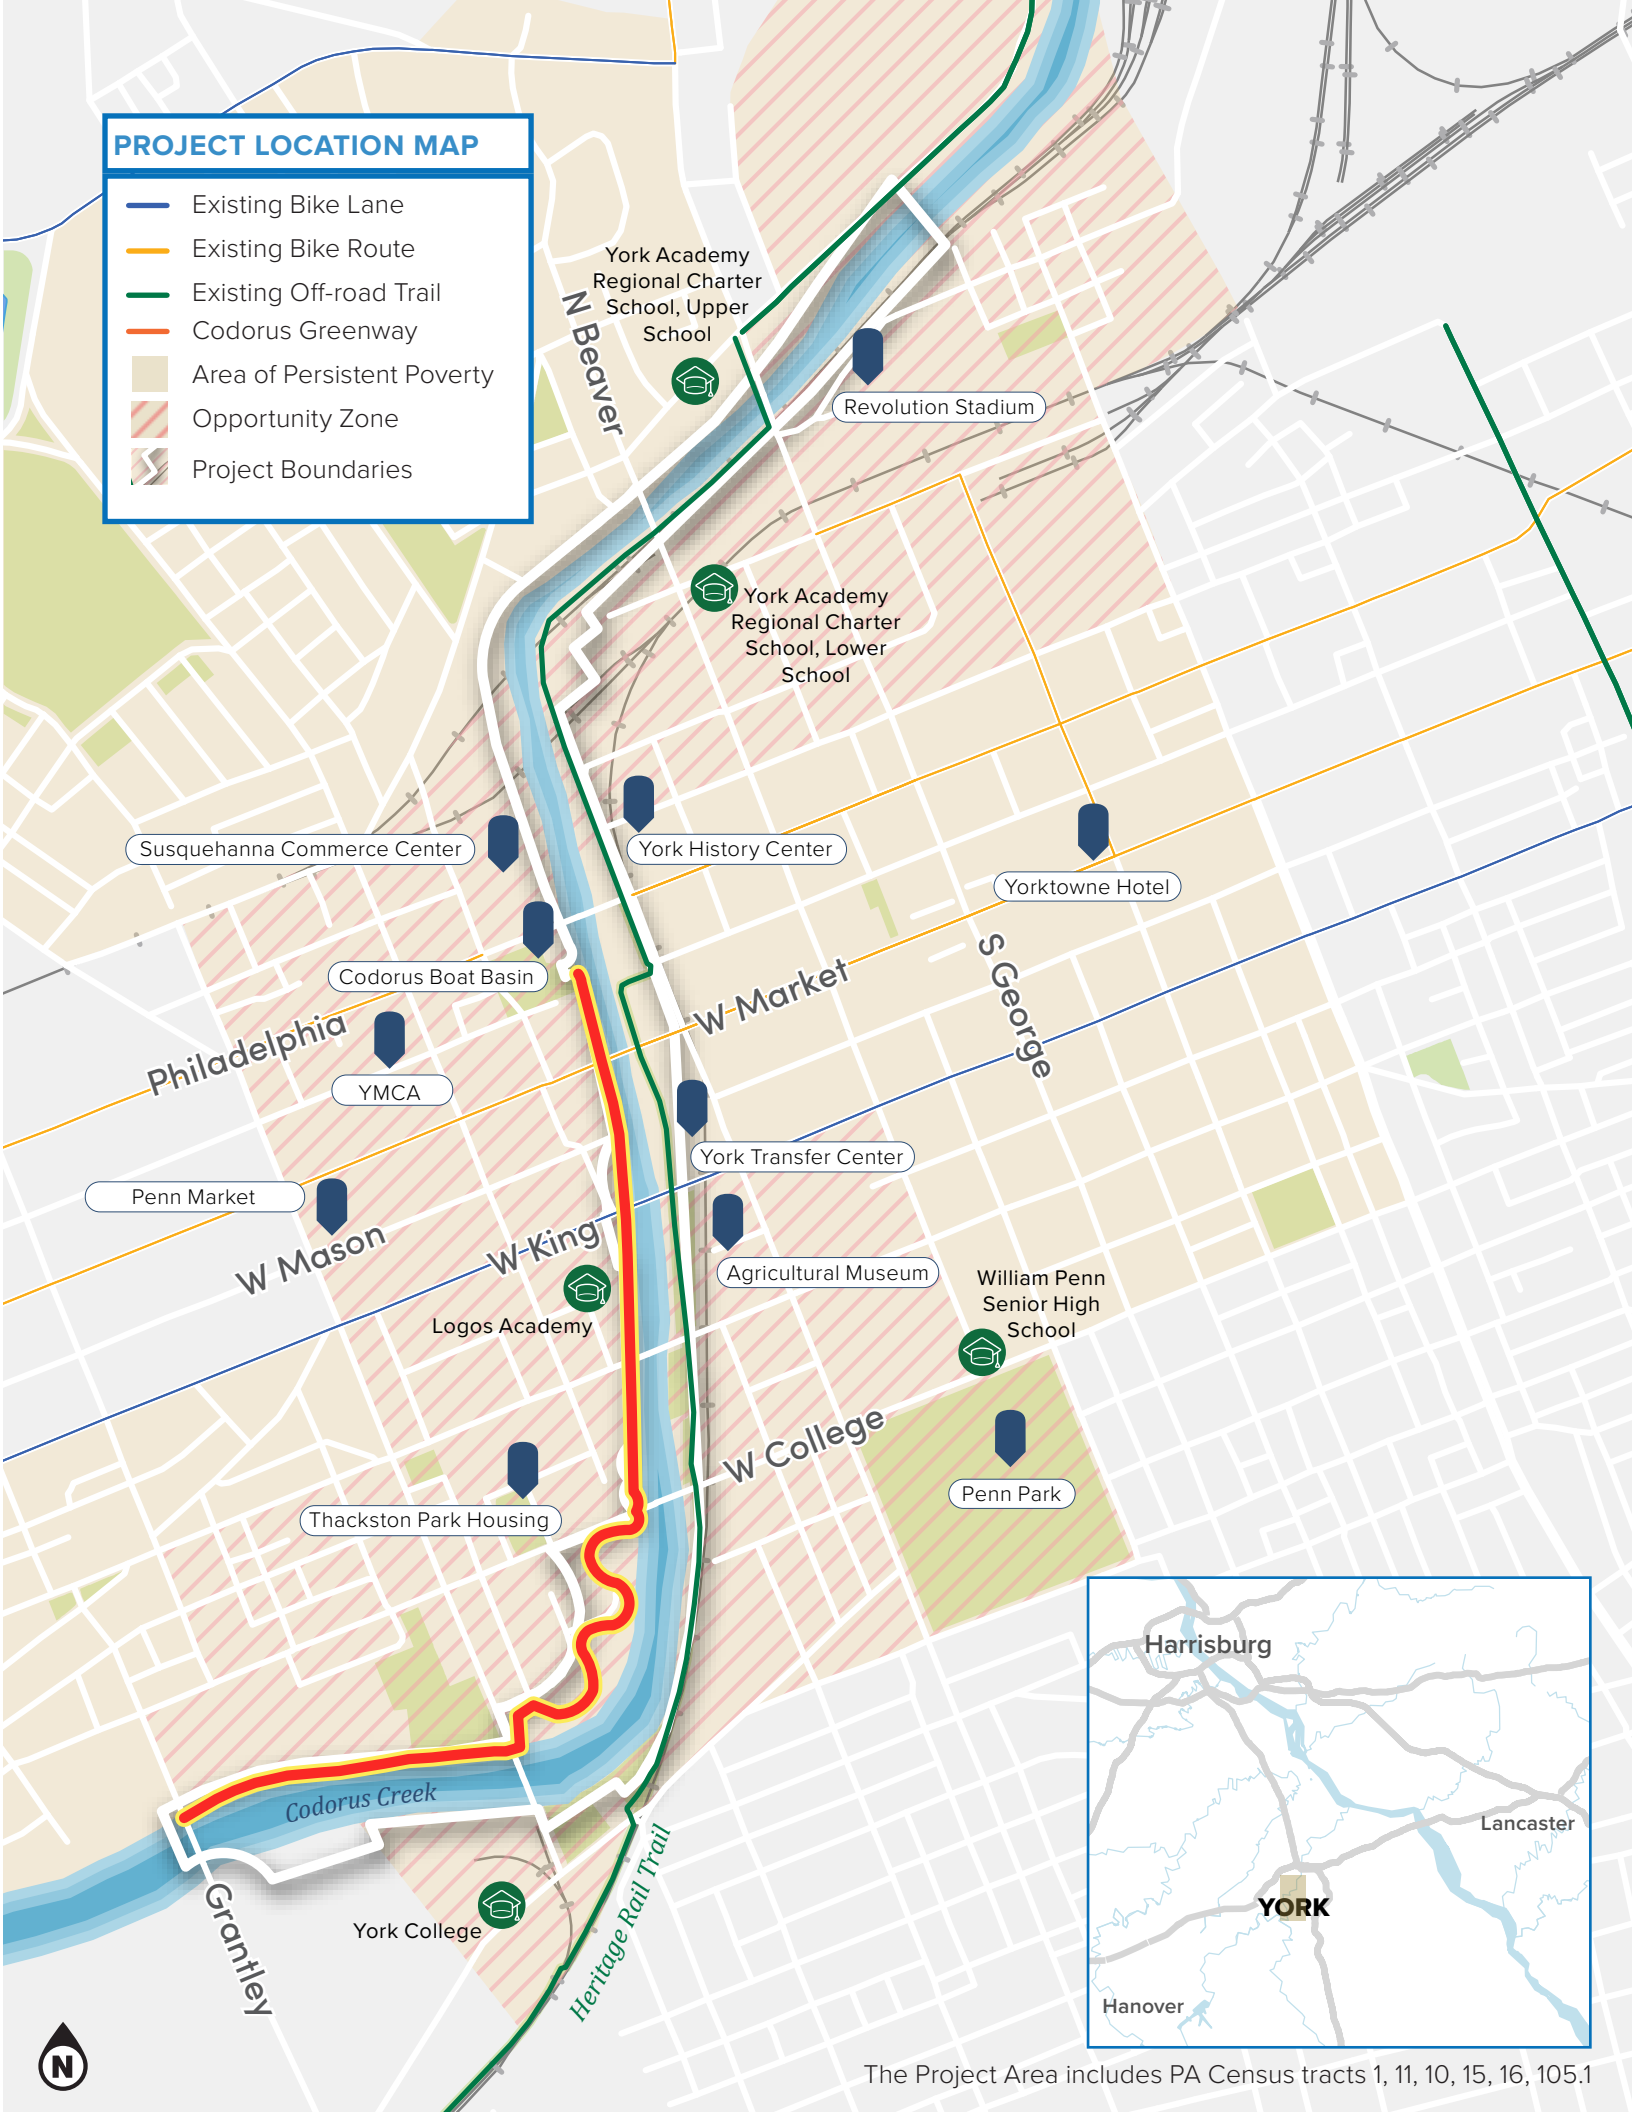 PROJECT LOCATION MAP
Existing Bike Lane
Existing Bike Route
Existing Off-road Trail
Codorus Greenway
Area of Persistent Poverty
Opportunity Zone
Project Boundaries
N Beaver
York Academy
Regional Charter
School, Upper
School
Revolution Stadium
York Academy
Regional Charter
School, Lower
School
Susquehanna Commerce Center
York History Center
Yorktowne Hotel
Codorus Boat Basin
W Market
S George
Philadelphia
YMCA
York Transfer Center
Penn Market
W Mason
W King
Agricultural Museum
Logos Academy
William Penn
Senior High
School
W College
Penn Park
Thackston Park Housing
Codorus Creek
Grantley
York College
Heritage Rail Trail
Harrisburg
Lancaster
YORK
Hanover
N
The Project Area includes PA Census tracts 1, 11, 10, 15, 16, 105.1